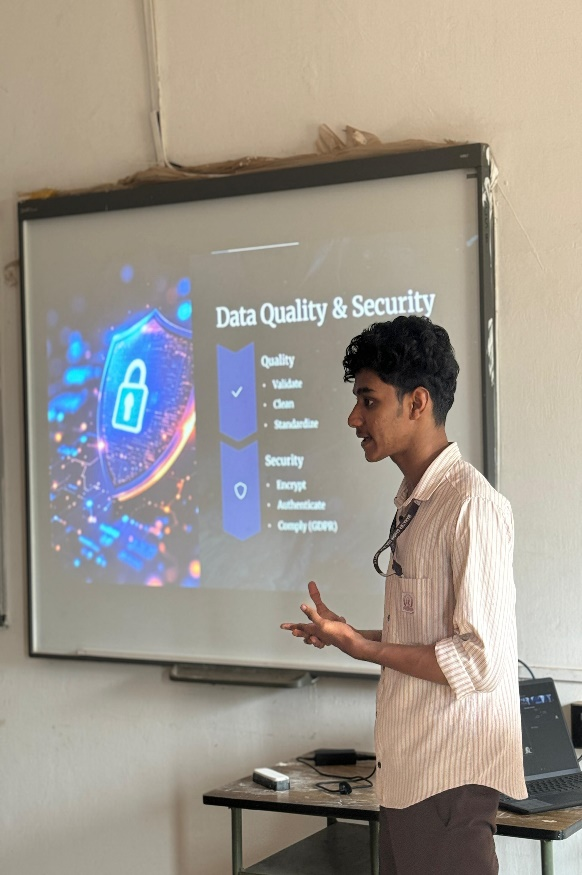 Data Quality & Security
Quality
• Validate
• Clean
• Standardize
Security
• Encrypt
• Authenticate
• Comply (GDPR)